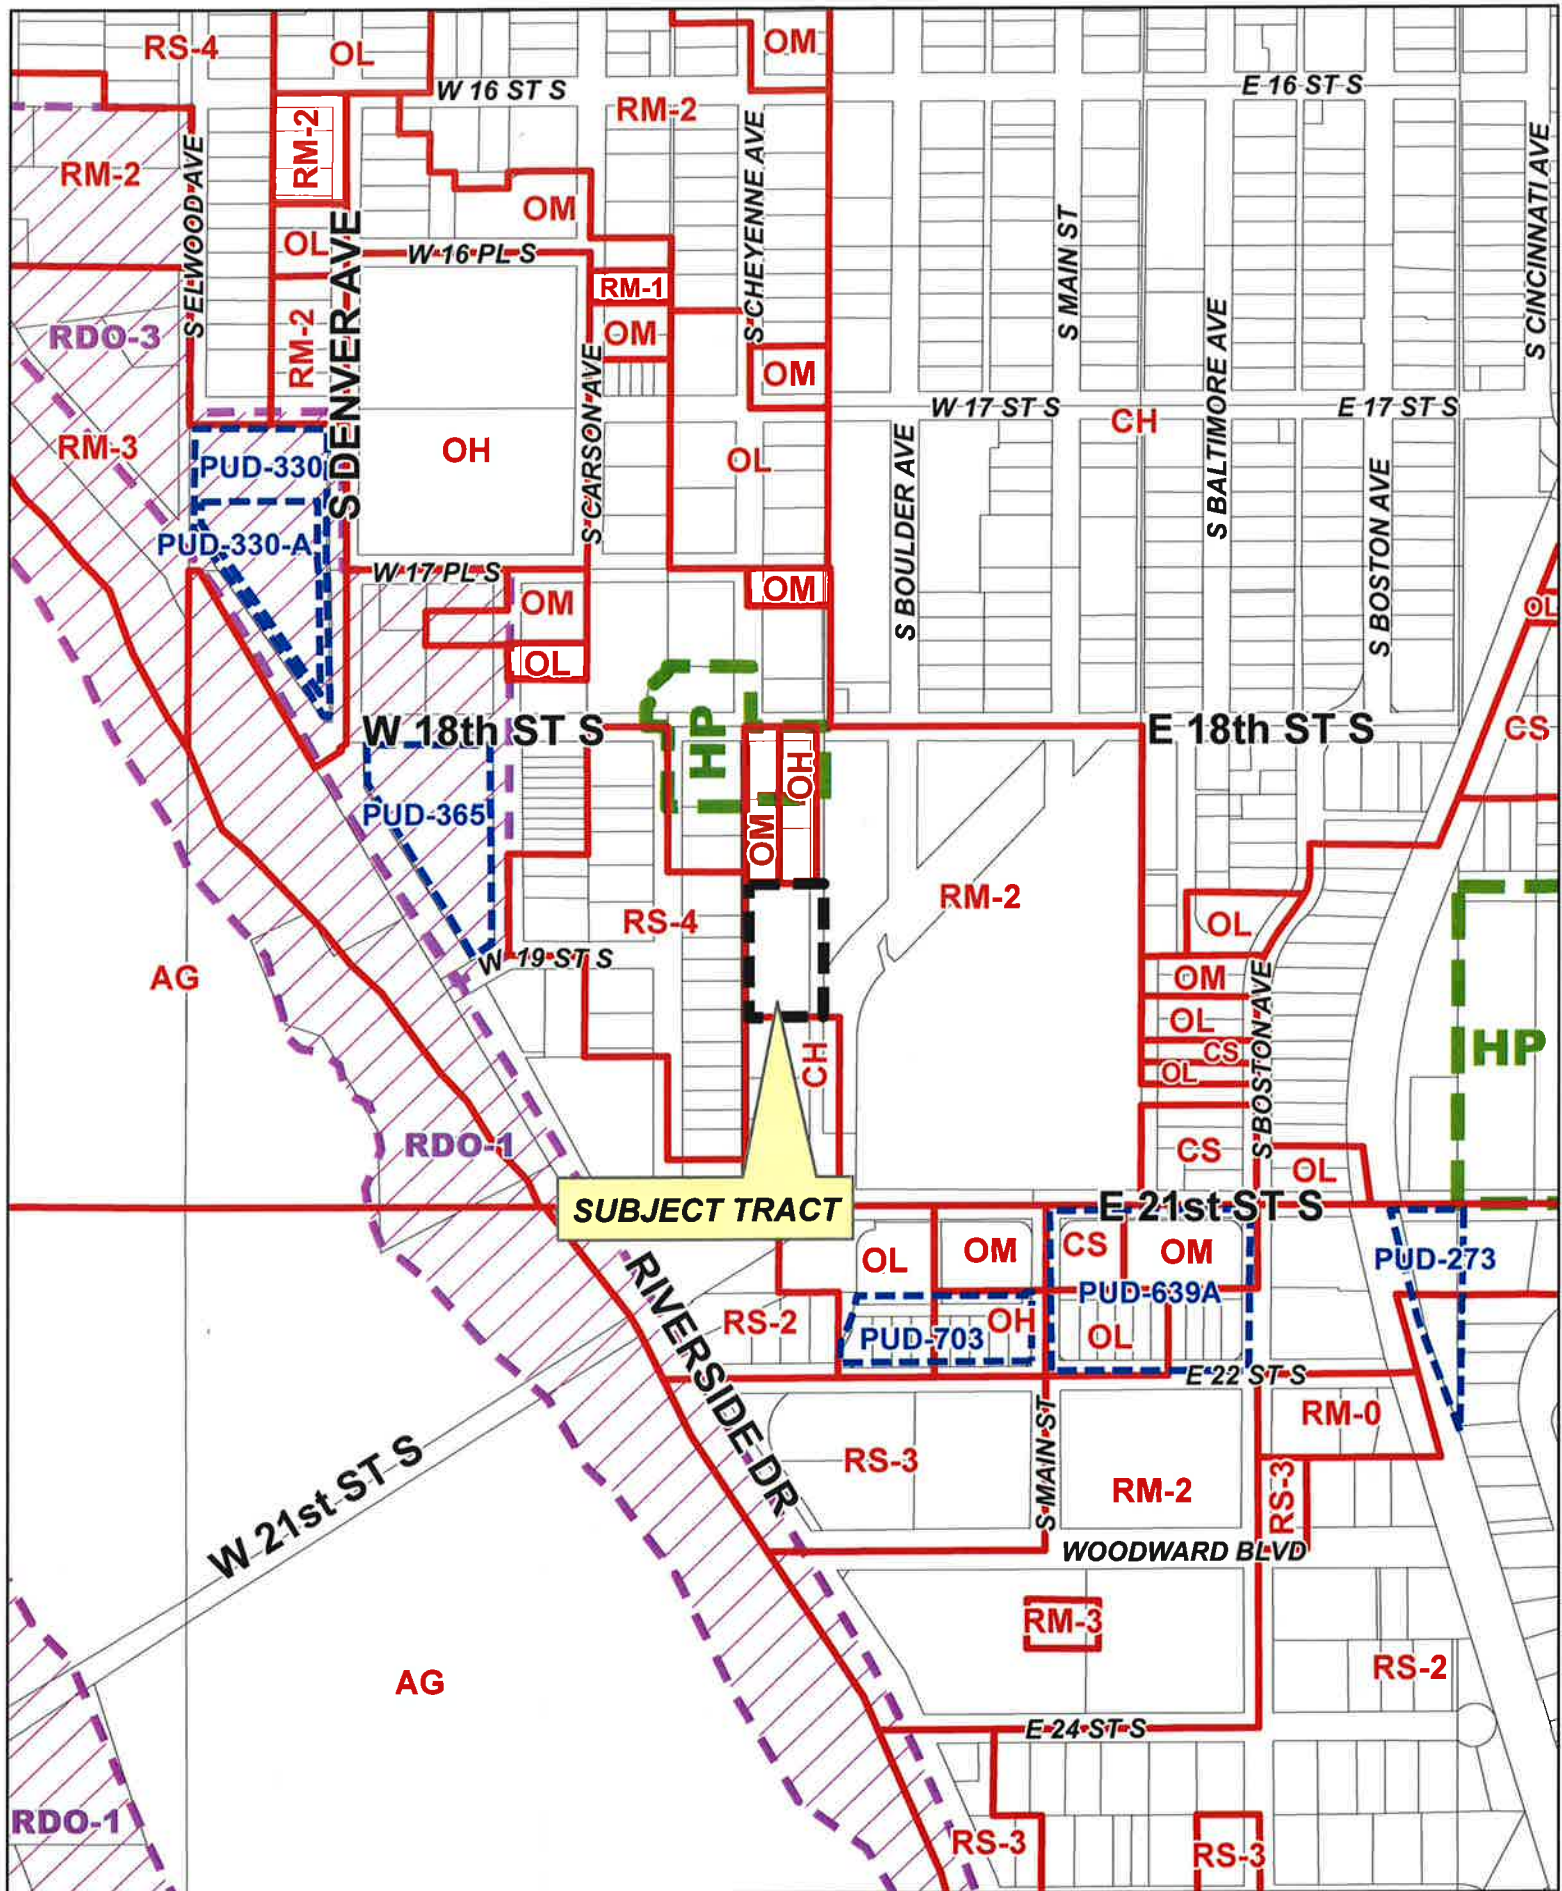 RS-4
OL
OM
W 16 ST S
E 16 ST S
RM-2
RM-2
RM-2
S ELWOOD AVE
S CHEYENNE AVE
S CINCINNATI AVE
OM
OL
W 16 PL S
S DENVER AVE
S MAIN ST
RM-1
OM
RDO-3
RM-2
S CARSON AVE
OM
S BALTIMORE AVE
W 17 ST S
E 17 ST S
CH
RM-3
OH
OL
PUD-330
S BOULDER AVE
S BOSTON AVE
PUD-330-A
W 17 PL S
OM
OM
OL
OL
W 18th ST S
HP
E 18th ST S
CS
OH
PUD-365
OM
RM-2
RS-4
OL
W 19 ST S
AG
OM
OL
CS
OL
S BOSTON AVE
HP
CH
RDO-1
CS
OL
SUBJECT TRACT
E 21st ST S
OL
OM
CS
OM
PUD-273
PUD-639A
RIVERSIDE DR
RS-2
OH
PUD-703
OL
E 22 ST S
RM-0
S MAIN ST
RS-3
RM-2
RS-3
W 21st ST S
WOODWARD BLVD
RM-3
RS-2
AG
E 24 ST S
RDO-1
RS-3
RS-3